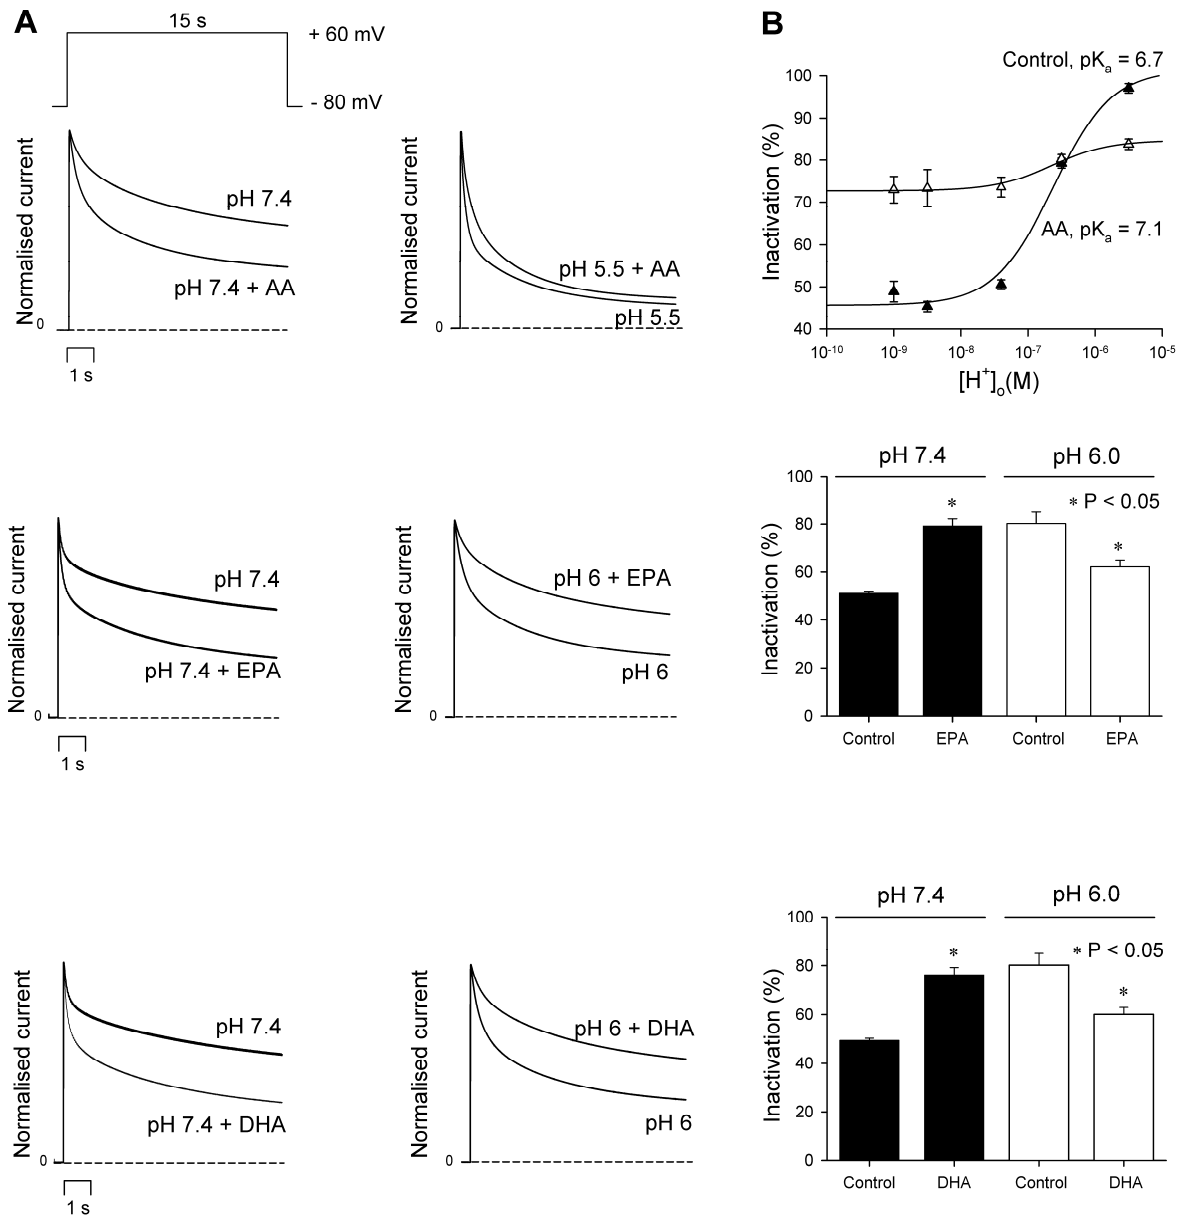 A
15 s
+ 60 mV
- 80 mV
Normalised current
pH 7.4
pH 7.4 + AA
0
1 s
Normalised current
pH 5.5 + AA
pH 5.5
0
B
Control, pKa = 6.7
AA, pKa = 7.1
Inactivation (%)
100
90
80
70
60
50
40
10-10
10-9
10-8
10-7
10-6
10-5
[H+]o(M)
Normalised current
pH 7.4
pH 7.4 + EPA
0
1 s
Normalised current
pH 6 + EPA
pH 6
0
pH 7.4
pH 6.0
* P < 0.05
*
*
Inactivation (%)
100
80
60
40
20
0
Control
EPA
Control
EPA
Normalised current
pH 7.4
pH 7.4 + DHA
0
1 s
Normalised current
pH 6 + DHA
pH 6
0
pH 7.4
pH 6.0
* P < 0.05
*
*
Inactivation (%)
100
80
60
40
20
0
Control
DHA
Control
DHA